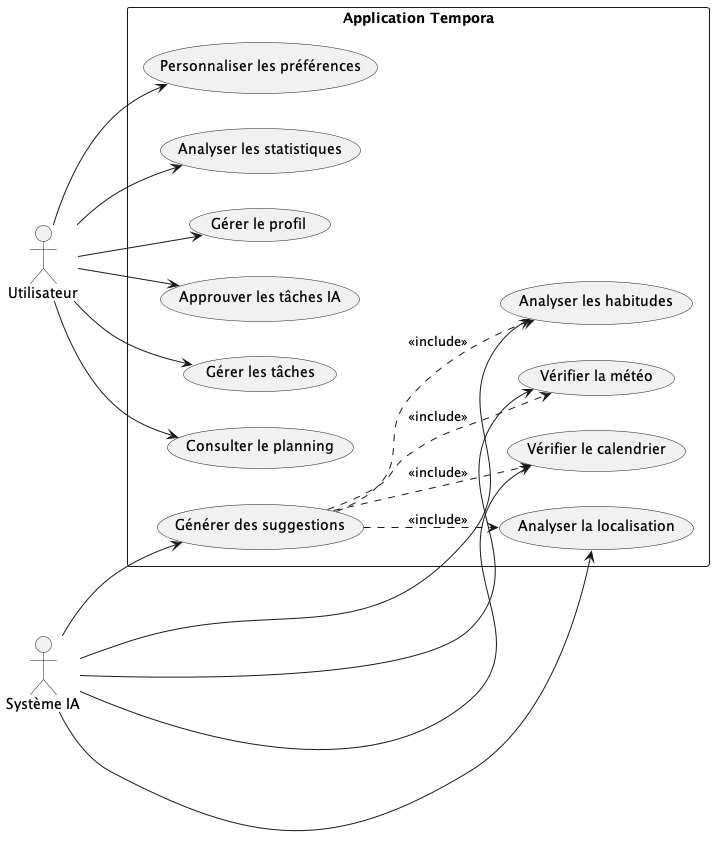 Application Tempora
Personnaliser les préférences
Analyser les statistiques
Gérer le profil
Utilisateur
Approuver les tâches IA
Analyser les habitudes
«include»
Gérer les tâches
Vérifier la météo
«include»
Consulter le planning
Vérifier le calendrier
«include»
Générer des suggestions
«include»
Analyser la localisation
Système IA